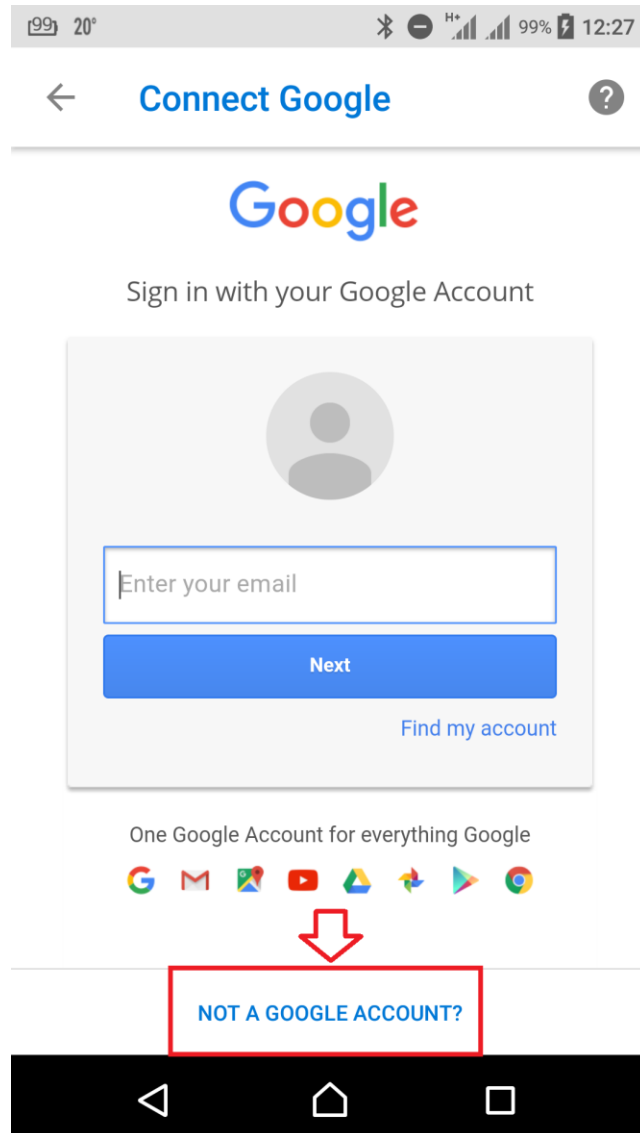 99 20° H+ 99% 12:27
Connect Google ?
Google
Sign in with your Google Account
Enter your email
Next
Find my account
One Google Account for everything Google
G M
NOT A GOOGLE ACCOUNT?